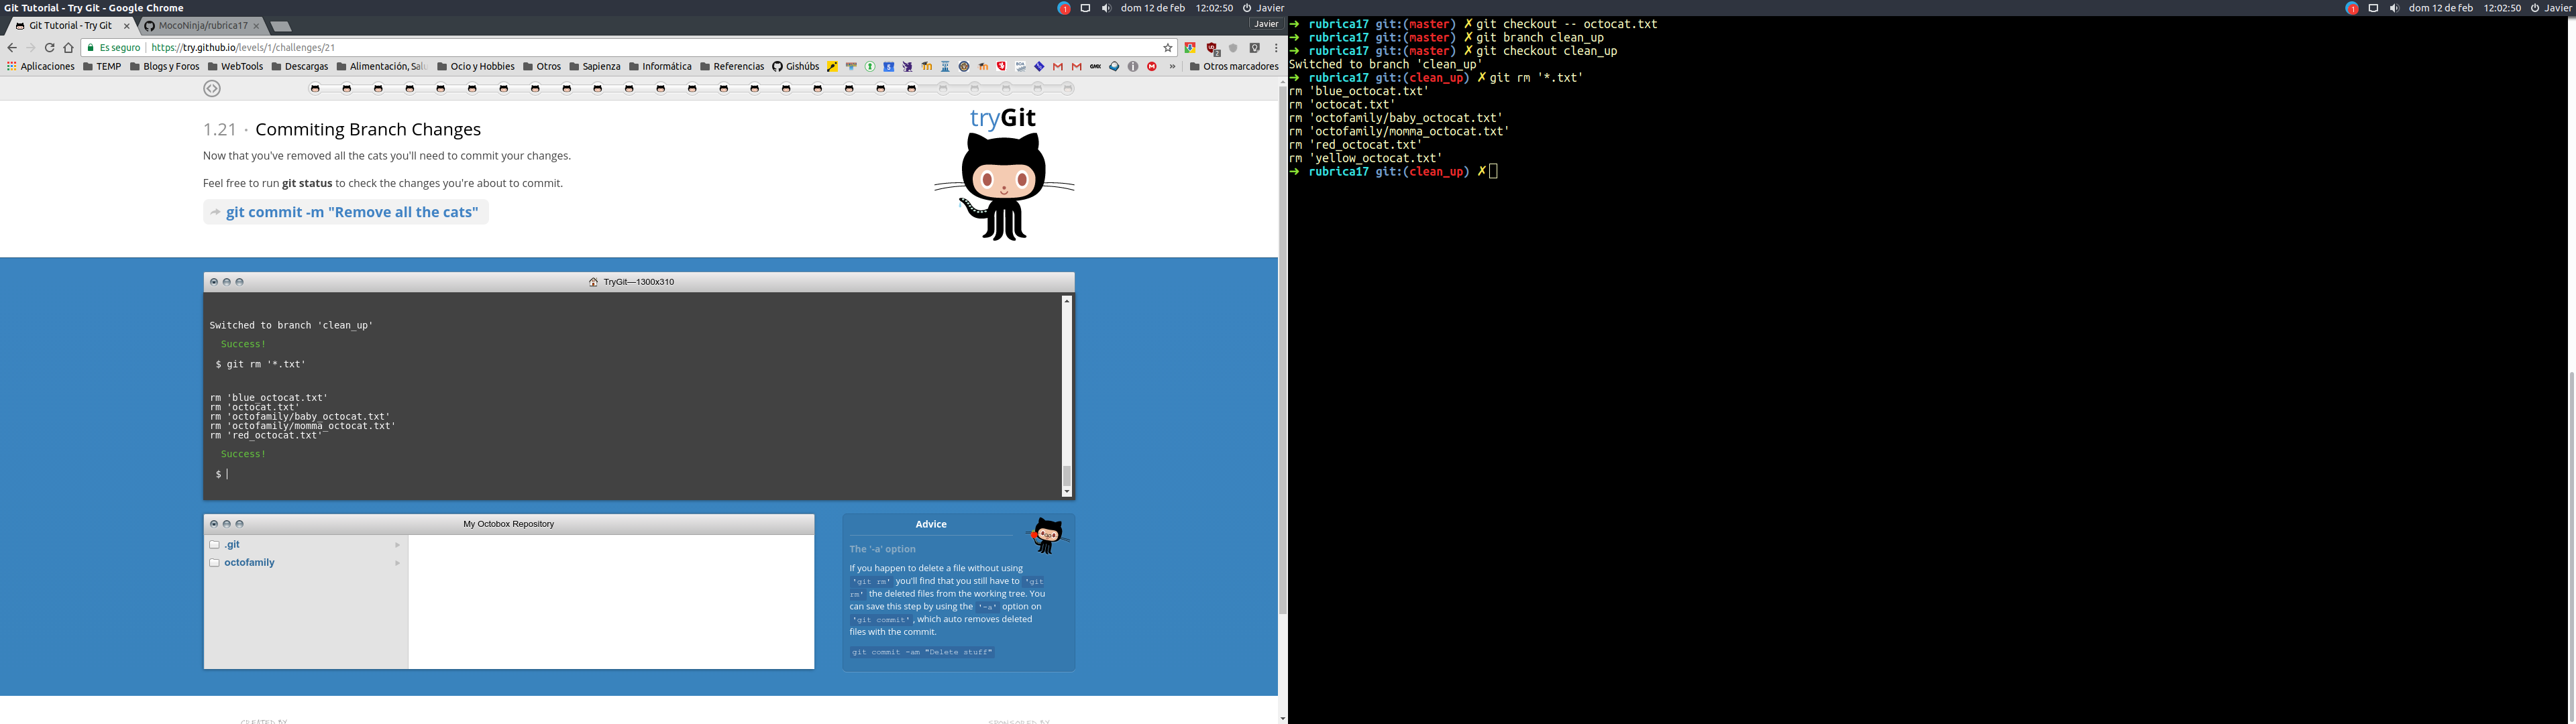 Git Tutorial - Try Git - Google Chrome
1
dom 12 de feb
12:02:50
Javier
Git Tutorial - Try Git ×
MocoNinja/rubrica17 ×
Javier
Es seguro
https://try.github.io/levels/1/challenges/21
Aplicaciones
TEMP
Blogs y Foros
WebTools
Descargas
Alimentación, Salu
Ocio y Hobbies
Otros
Sapienza
Informática
Referencias
Gishübs
»
Otros marcadores
1.21 · Commiting Branch Changes
Now that you've removed all the cats you'll need to commit your changes.
Feel free to run git status to check the changes you're about to commit.
git commit -m "Remove all the cats"
tryGit
TryGit—1300x310
Switched to branch 'clean_up'
Success!
$ git rm '*.txt'
rm 'blue_octocat.txt'
rm 'octocat.txt'
rm 'octofamily/baby_octocat.txt'
rm 'octofamily/momma_octocat.txt'
rm 'red_octocat.txt'
Success!
$
My Octobox Repository
.git
octofamily
Advice
The '-a' option
If you happen to delete a file without using
'git rm' you'll find that you still have to 'git
rm' the deleted files from the working tree. You
can save this step by using the '-a' option on
'git commit', which auto removes deleted
files with the commit.
git commit -am "Delete stuff"
CREATED BY
SPONSORED BY
1
dom 12 de feb
12:02:50
Javier
➜ rubrica17 git:(master) ✗ git checkout -- octocat.txt
➜ rubrica17 git:(master) ✗ git branch clean_up
➜ rubrica17 git:(master) ✗ git checkout clean_up
Switched to branch 'clean_up'
➜ rubrica17 git:(clean_up) ✗ git rm '*.txt'
rm 'blue_octocat.txt'
rm 'octocat.txt'
rm 'octofamily/baby_octocat.txt'
rm 'octofamily/momma_octocat.txt'
rm 'red_octocat.txt'
rm 'yellow_octocat.txt'
➜ rubrica17 git:(clean_up) ✗